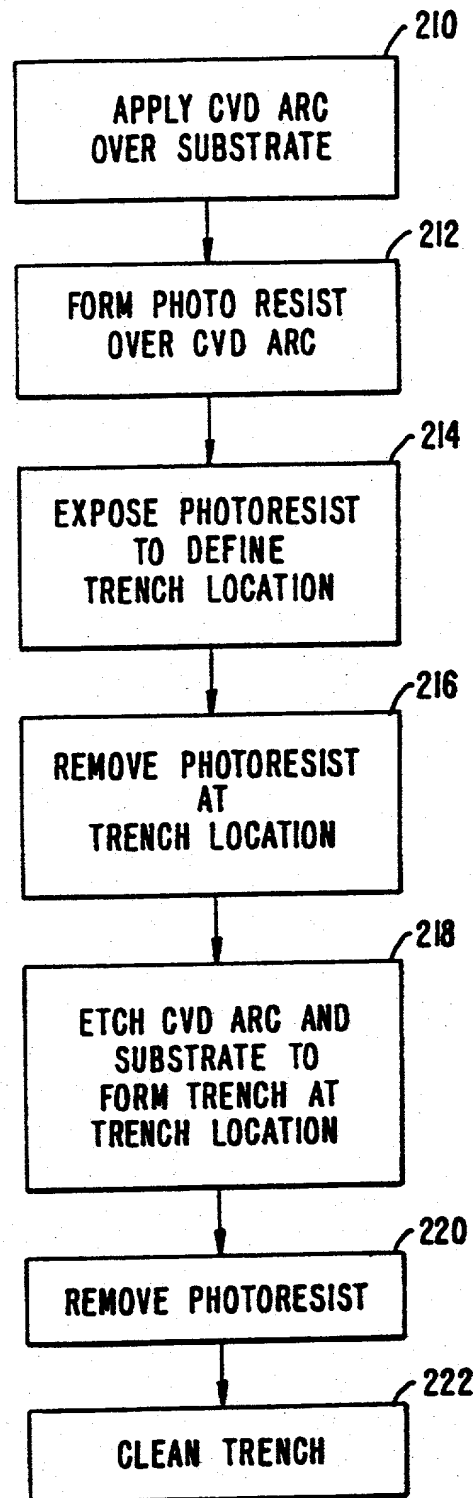 210
APPLY CVD ARC
OVER SUBSTRATE
212
FORM PHOTO RESIST
OVER CVD ARC
214
EXPOSE PHOTORESIST
TO DEFINE
TRENCH LOCATION
216
REMOVE PHOTORESIST
AT
TRENCH LOCATION
218
ETCH CVD ARC AND
SUBSTRATE TO
FORM TRENCH AT
TRENCH LOCATION
220
REMOVE PHOTORESIST
222
CLEAN TRENCH